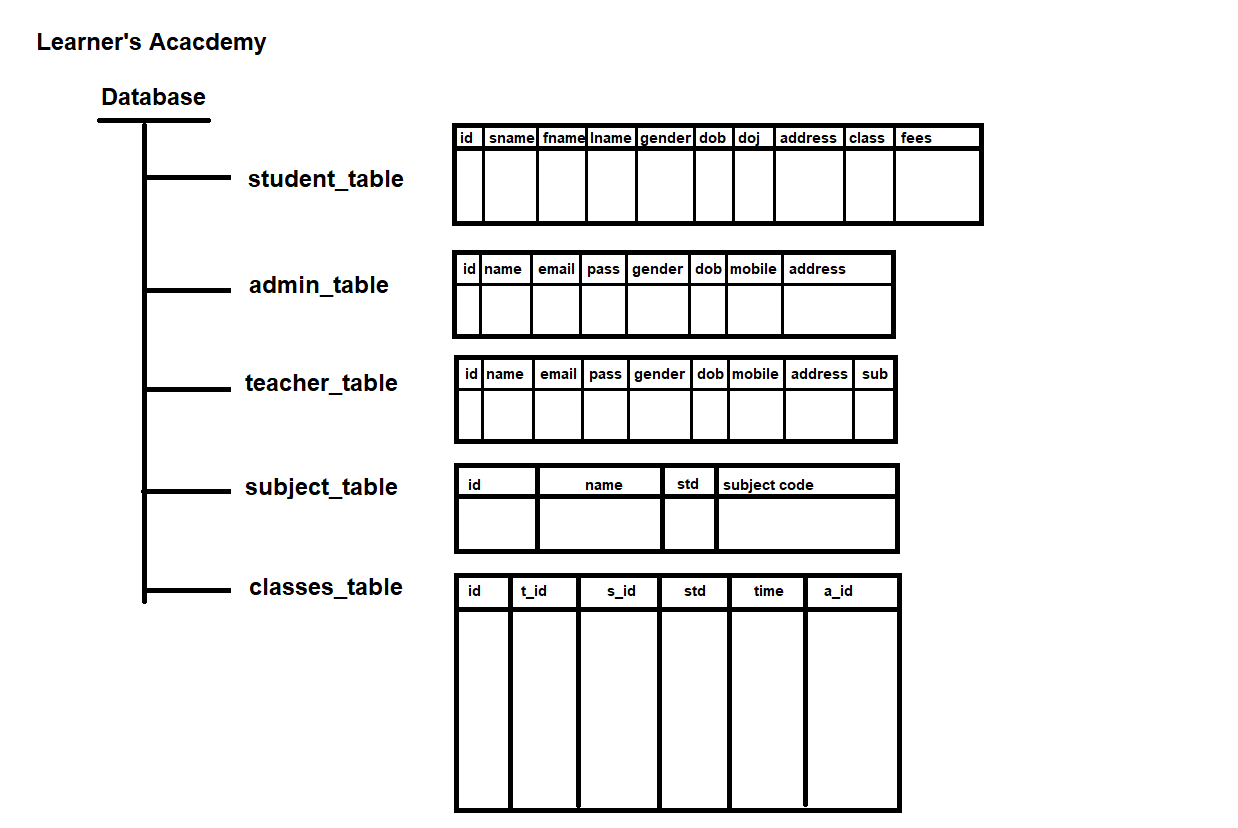 Learner's Acacdemy
Database
student_table
id sname fname lname gender dob doj address class fees
admin_table
id name email pass gender dob mobile address
teacher_table
id name email pass gender dob mobile address sub
subject_table
id name std subject code
classes_table
id t_id s_id std time a_id